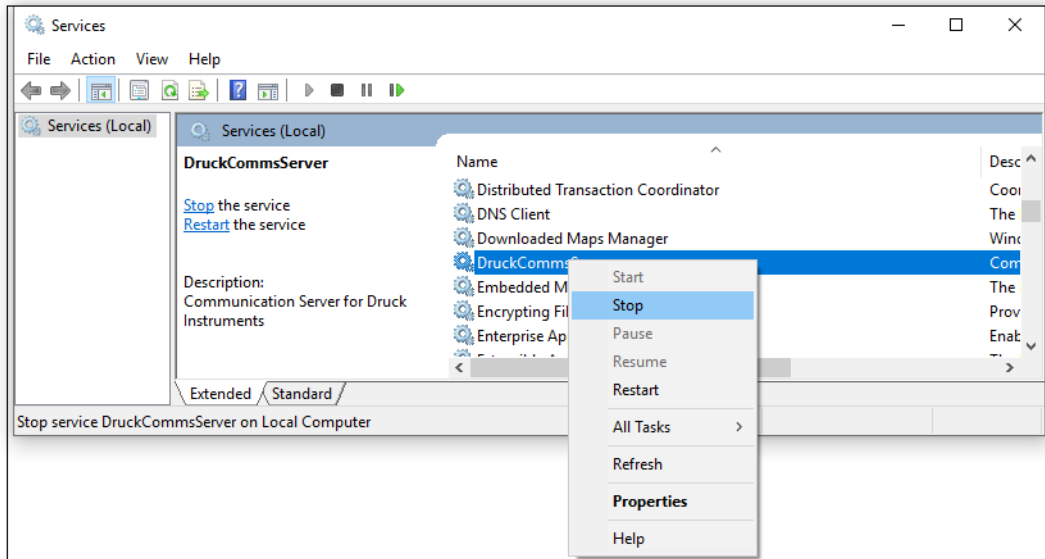 Services
File Action View Help
Services (Local)
Services (Local)
DruckCommsServer
Stop the service
Restart the service
Description:
Communication Server for Druck
Instruments
Name Desc
Distributed Transaction Coordinator Coor
DNS Client The
Downloaded Maps Manager Wind
DruckComms Com
Embedded M The
Encrypting Fil Prov
Enterprise Ap Enab
Start
Stop
Pause
Resume
Restart
All Tasks
Refresh
Properties
Help
Extended Standard
Stop service DruckCommsServer on Local Computer